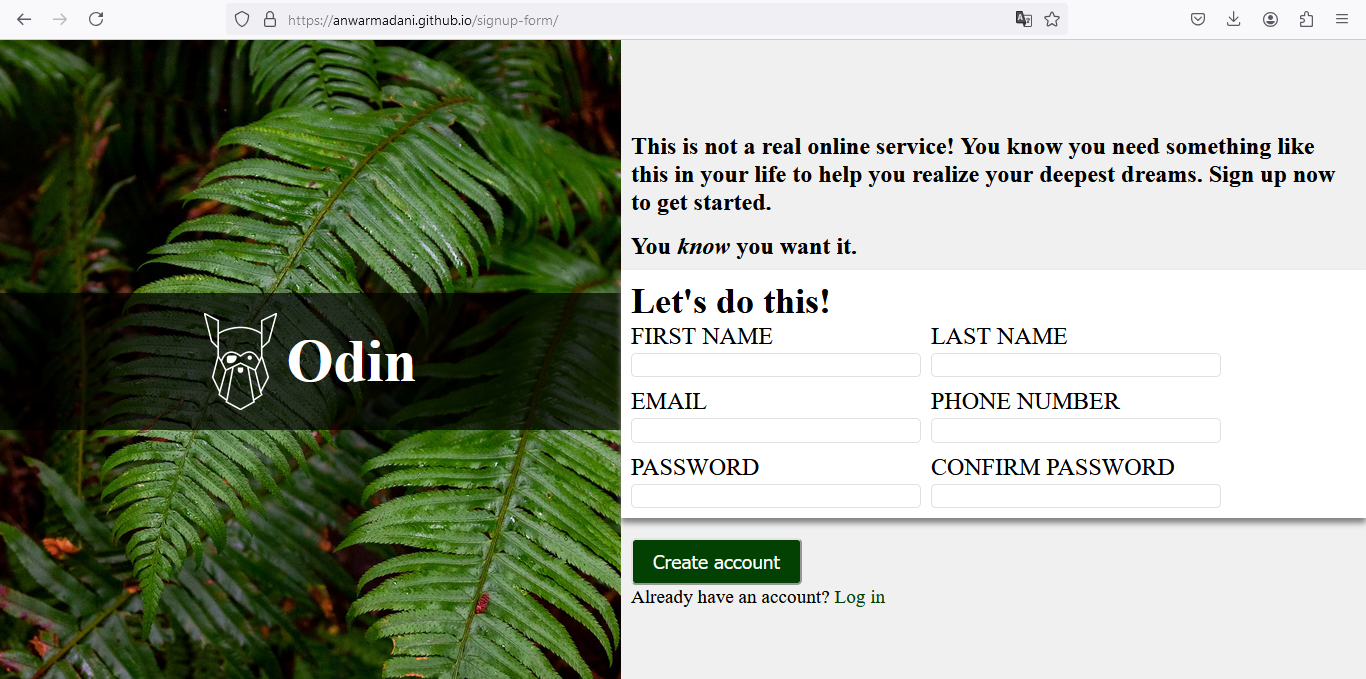 https://anwarmadani.github.io/signup-form/
This is not a real online service! You know you need something like
this in your life to help you realize your deepest dreams. Sign up now
to get started.
You know you want it.
Odin
Let's do this!
FIRST NAME LAST NAME
EMAIL PHONE NUMBER
PASSWORD CONFIRM PASSWORD
Create account
Already have an account? Log in